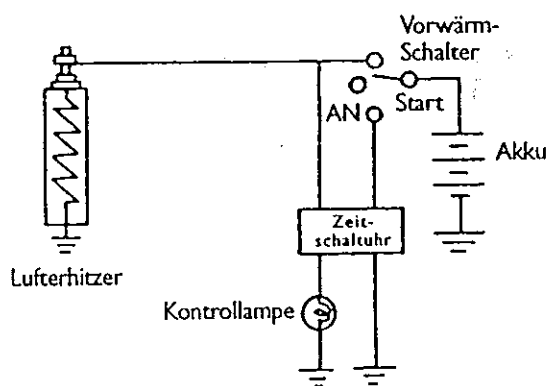 Vorwärm-
Schalter
Start
AN
Akku
Zeit-
schaltuhr
Lufterhitzer
Kontrollampe